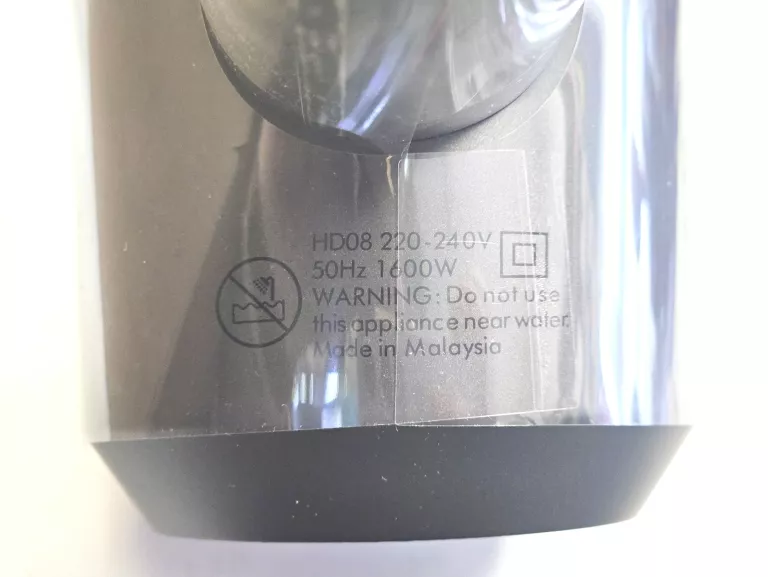 HD08 220-240V
50Hz 1600W
WARNING: Do not use
this appliance near water.
Made in Malaysia